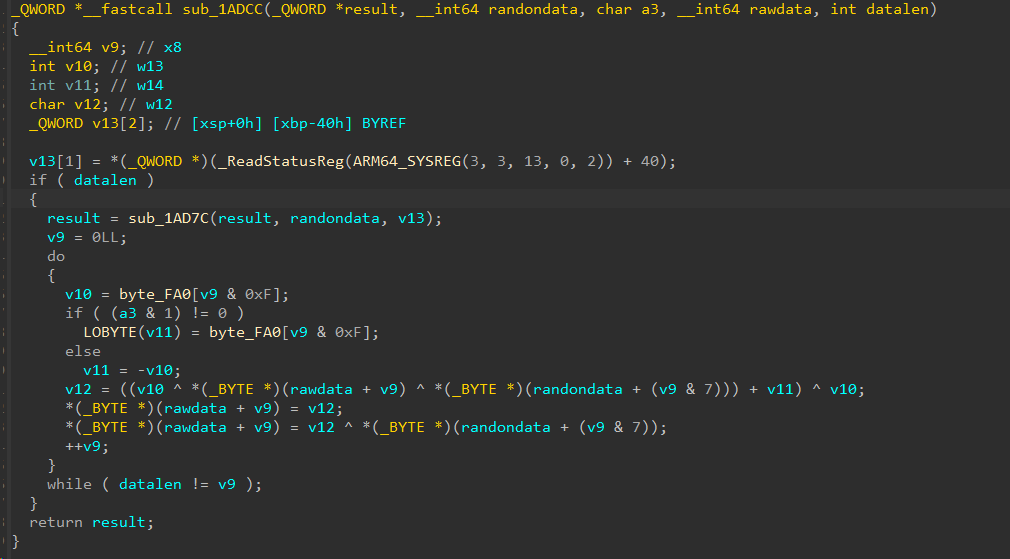 _QWORD *__fastcall sub_1ADCC(_QWORD *result, __int64 randondata, char a3, __int64 rawdata, int datalen)
{
  __int64 v9; // x8
  int v10; // w13
  int v11; // w14
  char v12; // w12
  _QWORD v13[2]; // [xsp+0h] [xbp-40h] BYREF

  v13[1] = *(_QWORD *)(_ReadStatusReg(ARM64_SYSREG(3, 3, 13, 0, 2)) + 40);
  if ( datalen )
  {
    result = sub_1AD7C(result, randondata, v13);
    v9 = 0LL;
    do
    {
      v10 = byte_FA0[v9 & 0xF];
      if ( (a3 & 1) != 0 )
        LOBYTE(v11) = byte_FA0[v9 & 0xF];
      else
        v11 = -v10;
      v12 = ((v10 ^ *(_BYTE *)(rawdata + v9) ^ *(_BYTE *)(randondata + (v9 & 7))) + v11) ^ v10;
      *(_BYTE *)(rawdata + v9) = v12;
      *(_BYTE *)(rawdata + v9) = v12 ^ *(_BYTE *)(randondata + (v9 & 7));
      ++v9;
    }
    while ( datalen != v9 );
  }
  return result;
}